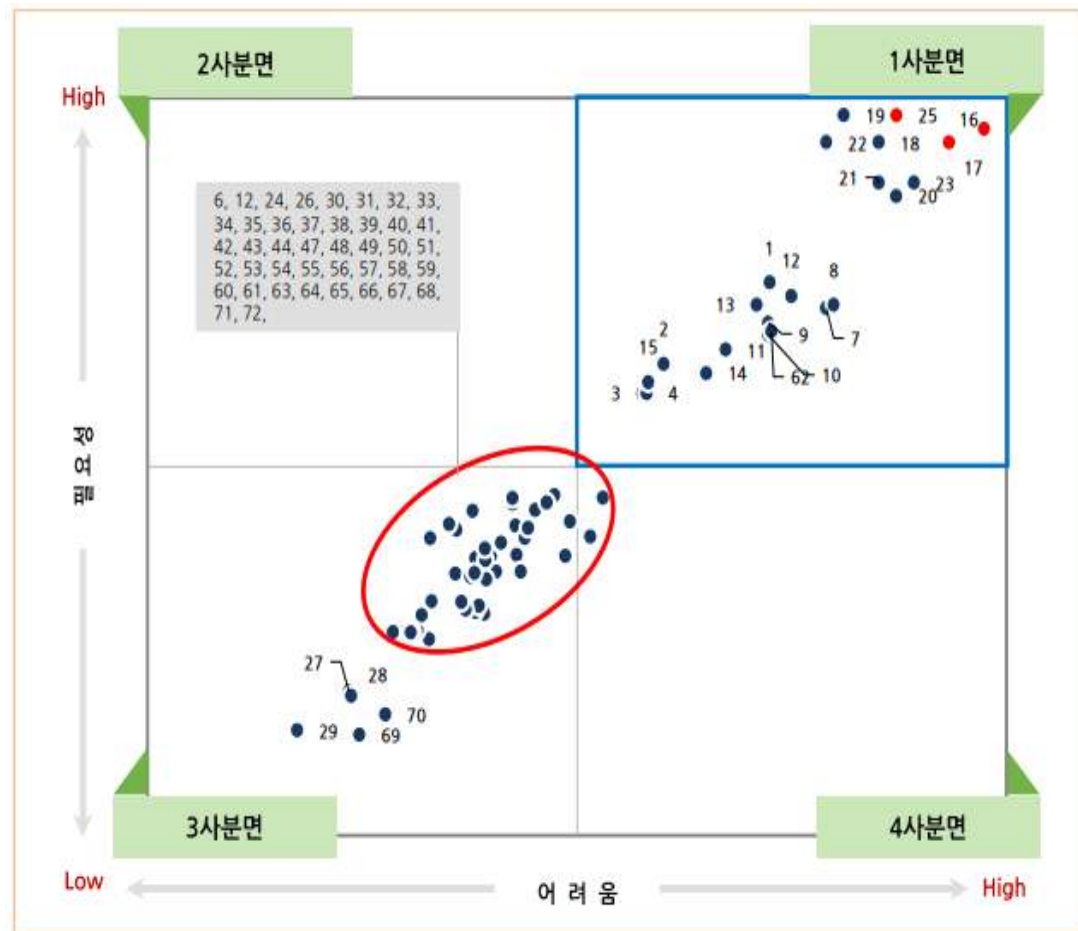 2사분면
1사분면
High
19 25 16
22 18
17
21 23
20
6, 12, 24, 26, 30, 31, 32, 33,
34, 35, 36, 37, 38, 39, 40, 41,
42, 43, 44, 47, 48, 49, 50, 51,
52, 53, 54, 55, 56, 57, 58, 59,
60, 61, 63, 64, 65, 66, 67, 68,
71, 72,
1 12 8
13
2 9 7
15 11
14 62 10
3 4
필요성
27 28
70
29 69
3사분면
4사분면
Low
어 려 움
High